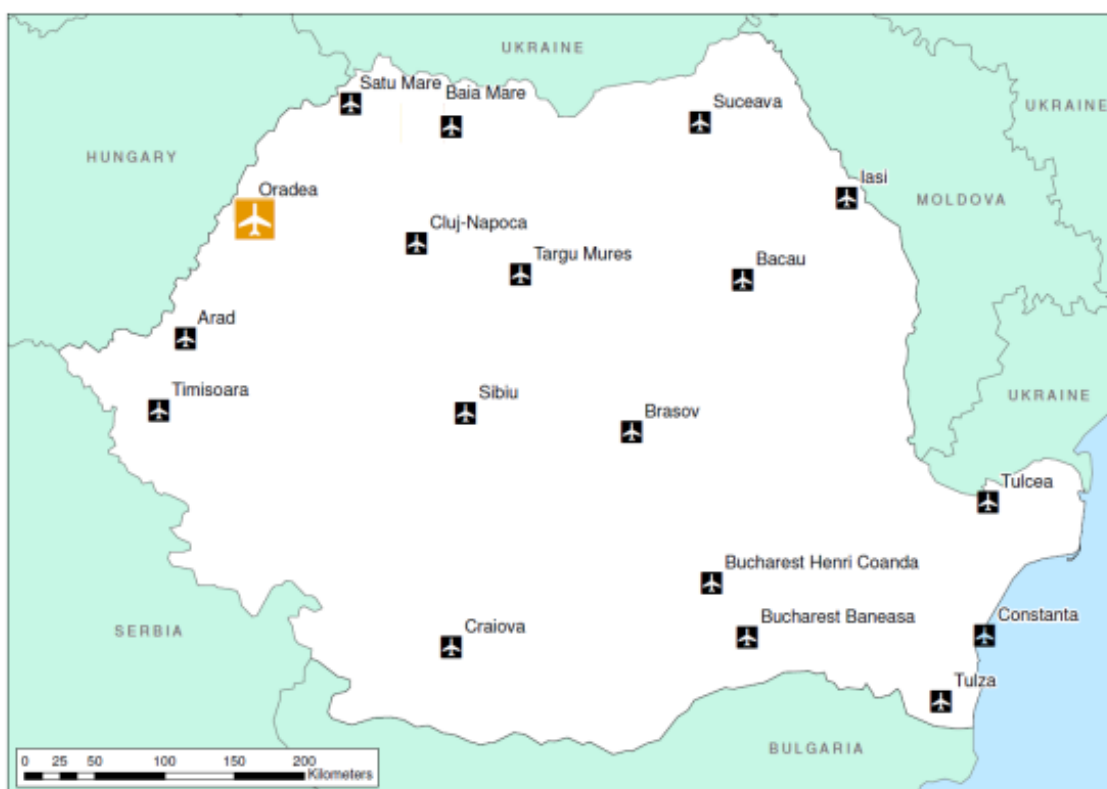 UKRAINE
Satu Mare
Baia Mare
Suceava
UKRAINE
HUNGARY
Iasi
Oradea
MOLDOVA
Cluj-Napoca
Targu Mures
Bacau
Arad
Timisoara
Sibiu
Brasov
UKRAINE
Tulcea
Bucharest Henri Coanda
Bucharest Baneasa
Constanta
SERBIA
Craiova
Tulza
BULGARIA
0 25 50 100 150 200
Kilometers